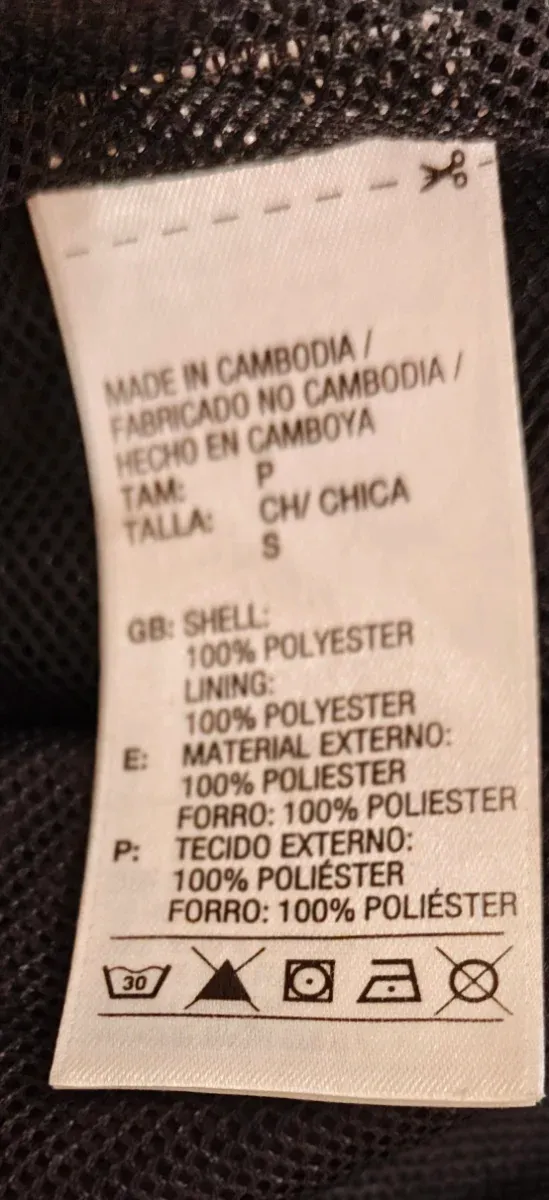 MADE IN CAMBODIA /
FABRICADO NO CAMBODIA /
HECHO EN CAMBOYA
TAM: P
TALLA: CH/ CHICA
S
GB: SHELL:
100% POLYESTER
LINING:
100% POLYESTER
E: MATERIAL EXTERNO:
100% POLIESTER
FORRO: 100% POLIESTER
P: TECIDO EXTERNO:
100% POLIÉSTER
FORRO: 100% POLIÉSTER
30